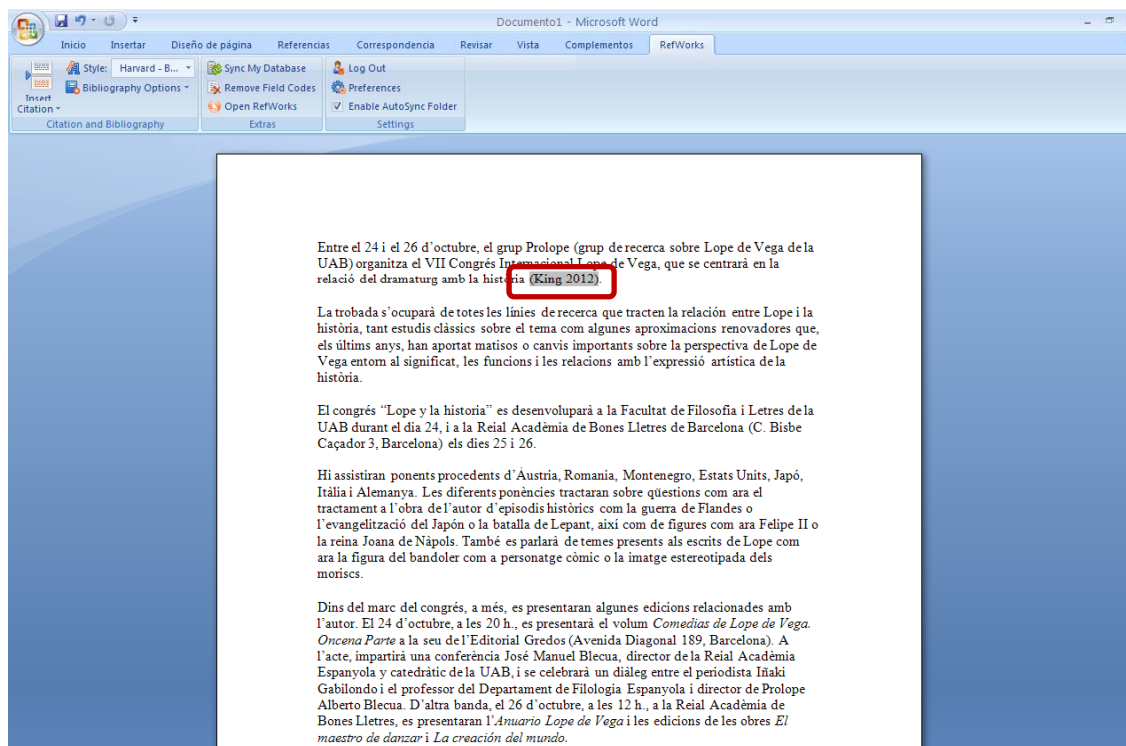 Documento1 - Microsoft Word
Inicio Insertar Diseño de página Referencias Correspondencia Revisar Vista Complementos RefWorks
Style: Harvard - B... Sync My Database Log Out
Bibliography Options Remove Field Codes Preferences
Insert Citation Open RefWorks Enable AutoSync Folder
Citation and Bibliography Extras Settings
Entre el 24 i el 26 d’octubre, el grup Prolope (grup de recerca sobre Lope de Vega de la
UAB) organitza el VII Congrés Internacional Lope de Vega, que se centrarà en la
relació del dramaturg amb la història (King 2012).
La trobada s’ocuparà de totes les línies de recerca que tracten la relación entre Lope i la
història, tant estudis clàssics sobre el tema com algunes aproximacions renovadores que,
els últims anys, han aportat matisos o canvis importants sobre la perspectiva de Lope de
Vega entorn al significat, les funcions i les relacions amb l’expressió artística de la
història.
El congrés “Lope y la historia” es desenvoluparà a la Facultat de Filosofia i Letres de la
UAB durant el dia 24, i a la Reial Acadèmia de Bones Lletres de Barcelona (C. Bisbe
Caçador 3, Barcelona) els dies 25 i 26.
Hi assistiran ponents procedents d’Àustria, Romania, Montenegro, Estats Units, Japó,
Itàlia i Alemanya. Les diferents ponències tractaran sobre qüestions com ara el
tractament a l’obra de l’autor d’episodis històrics com la guerra de Flandes o
l’evangelització del Japón o la batalla de Lepant, així com de figures com ara Felipe II o
la reina Joana de Nàpols. També es parlarà de temes presents als escrits de Lope com
ara la figura del bandoler com a personatge còmic o la imatge estereotipada dels
moriscs.
Dins del marc del congrés, a més, es presentaran algunes edicions relacionades amb
l’autor. El 24 d’octubre, a les 20 h., es presentarà el volum Comedias de Lope de Vega.
Oncena Parte a la seu de l’Editorial Gredos (Avenida Diagonal 189, Barcelona). A
l’acte, impartirà una conferència José Manuel Blecua, director de la Reial Acadèmia
Espanyola y catedràtic de la UAB, i se celebrarà un diàleg entre el periodista Iñaki
Gabilondo i el professor del Departament de Filologia Espanyola i director de Prolope
Alberto Blecua. D’altra banda, el 26 d’octubre, a les 12 h., a la Reial Acadèmia de
Bones Lletres, es presentaran l’Anuario Lope de Vega i les edicions de les obres El
maestro de danzar i La creación del mundo.